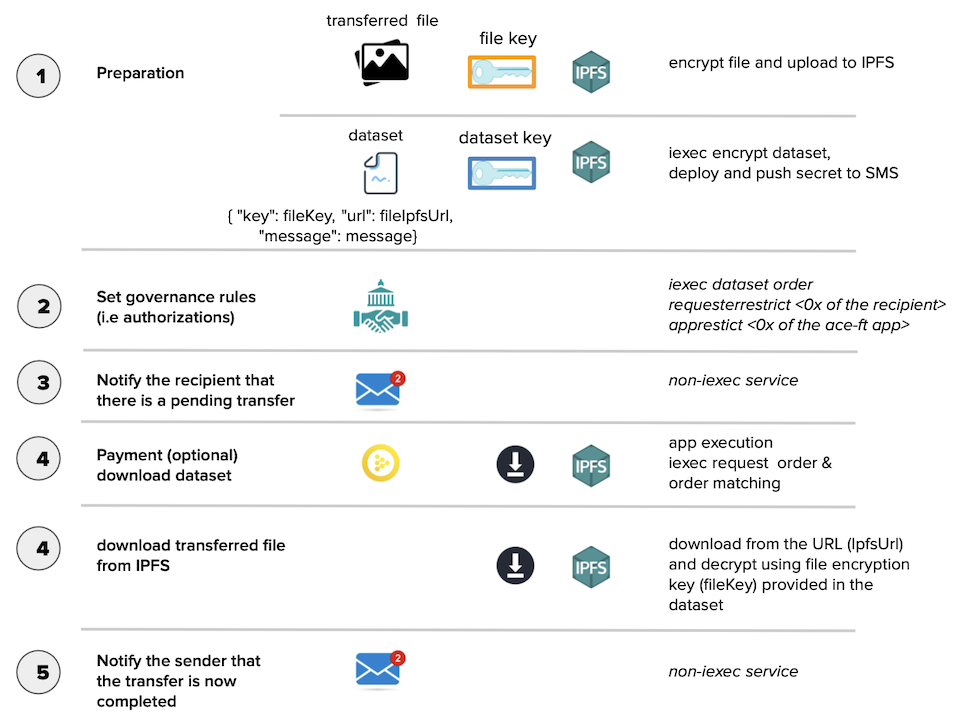 transferred file
file key
1
Preparation
IPFS
encrypt file and upload to IPFS
dataset
dataset key
IPFS
iexec encrypt dataset,
deploy and push secret to SMS
{ "key": fileKey, "url": fileIpfsUrl,
"message": message}
2
Set governance rules
(i.e authorizations)
iexec dataset order
requesterrestrict <0x of the recipient>
apprestict <0x of the ace-ft app>
3
Notify the recipient that
there is a pending transfer
2
non-iexec service
4
Payment (optional)
download dataset
IPFS
app execution
iexec request order &
order matching
4
download transferred file
from IPFS
IPFS
download from the URL (IpfsUrl)
and decrypt using file encryption
key (fileKey) provided in the
dataset
5
Notify the sender that
the transfer is now
completed
2
non-iexec service